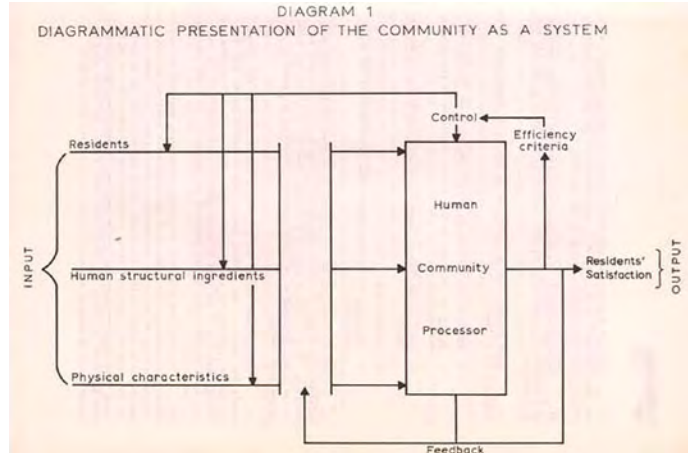 DIAGRAM 1
DIAGRAMMATIC PRESENTATION OF THE COMMUNITY AS A SYSTEM
Control
Efficiency
criteria
Residents
Human
INPUT
Human structural ingredients
Community
Residents'
Satisfaction
OUTPUT
Processor
Physical characteristics
Feedback